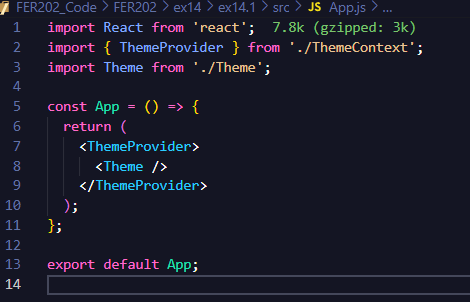 FER202_Code > FER202 > ex14 > ex14.1 > src > JS App.js > ...
1 import React from 'react'; 7.8k (gzipped: 3k)
2 import { ThemeProvider } from './ThemeContext';
3 import Theme from './Theme';
4
5 const App = () => {
6   return (
7     <ThemeProvider>
8       <Theme />
9     </ThemeProvider>
10   );
11 };
12
13 export default App;
14